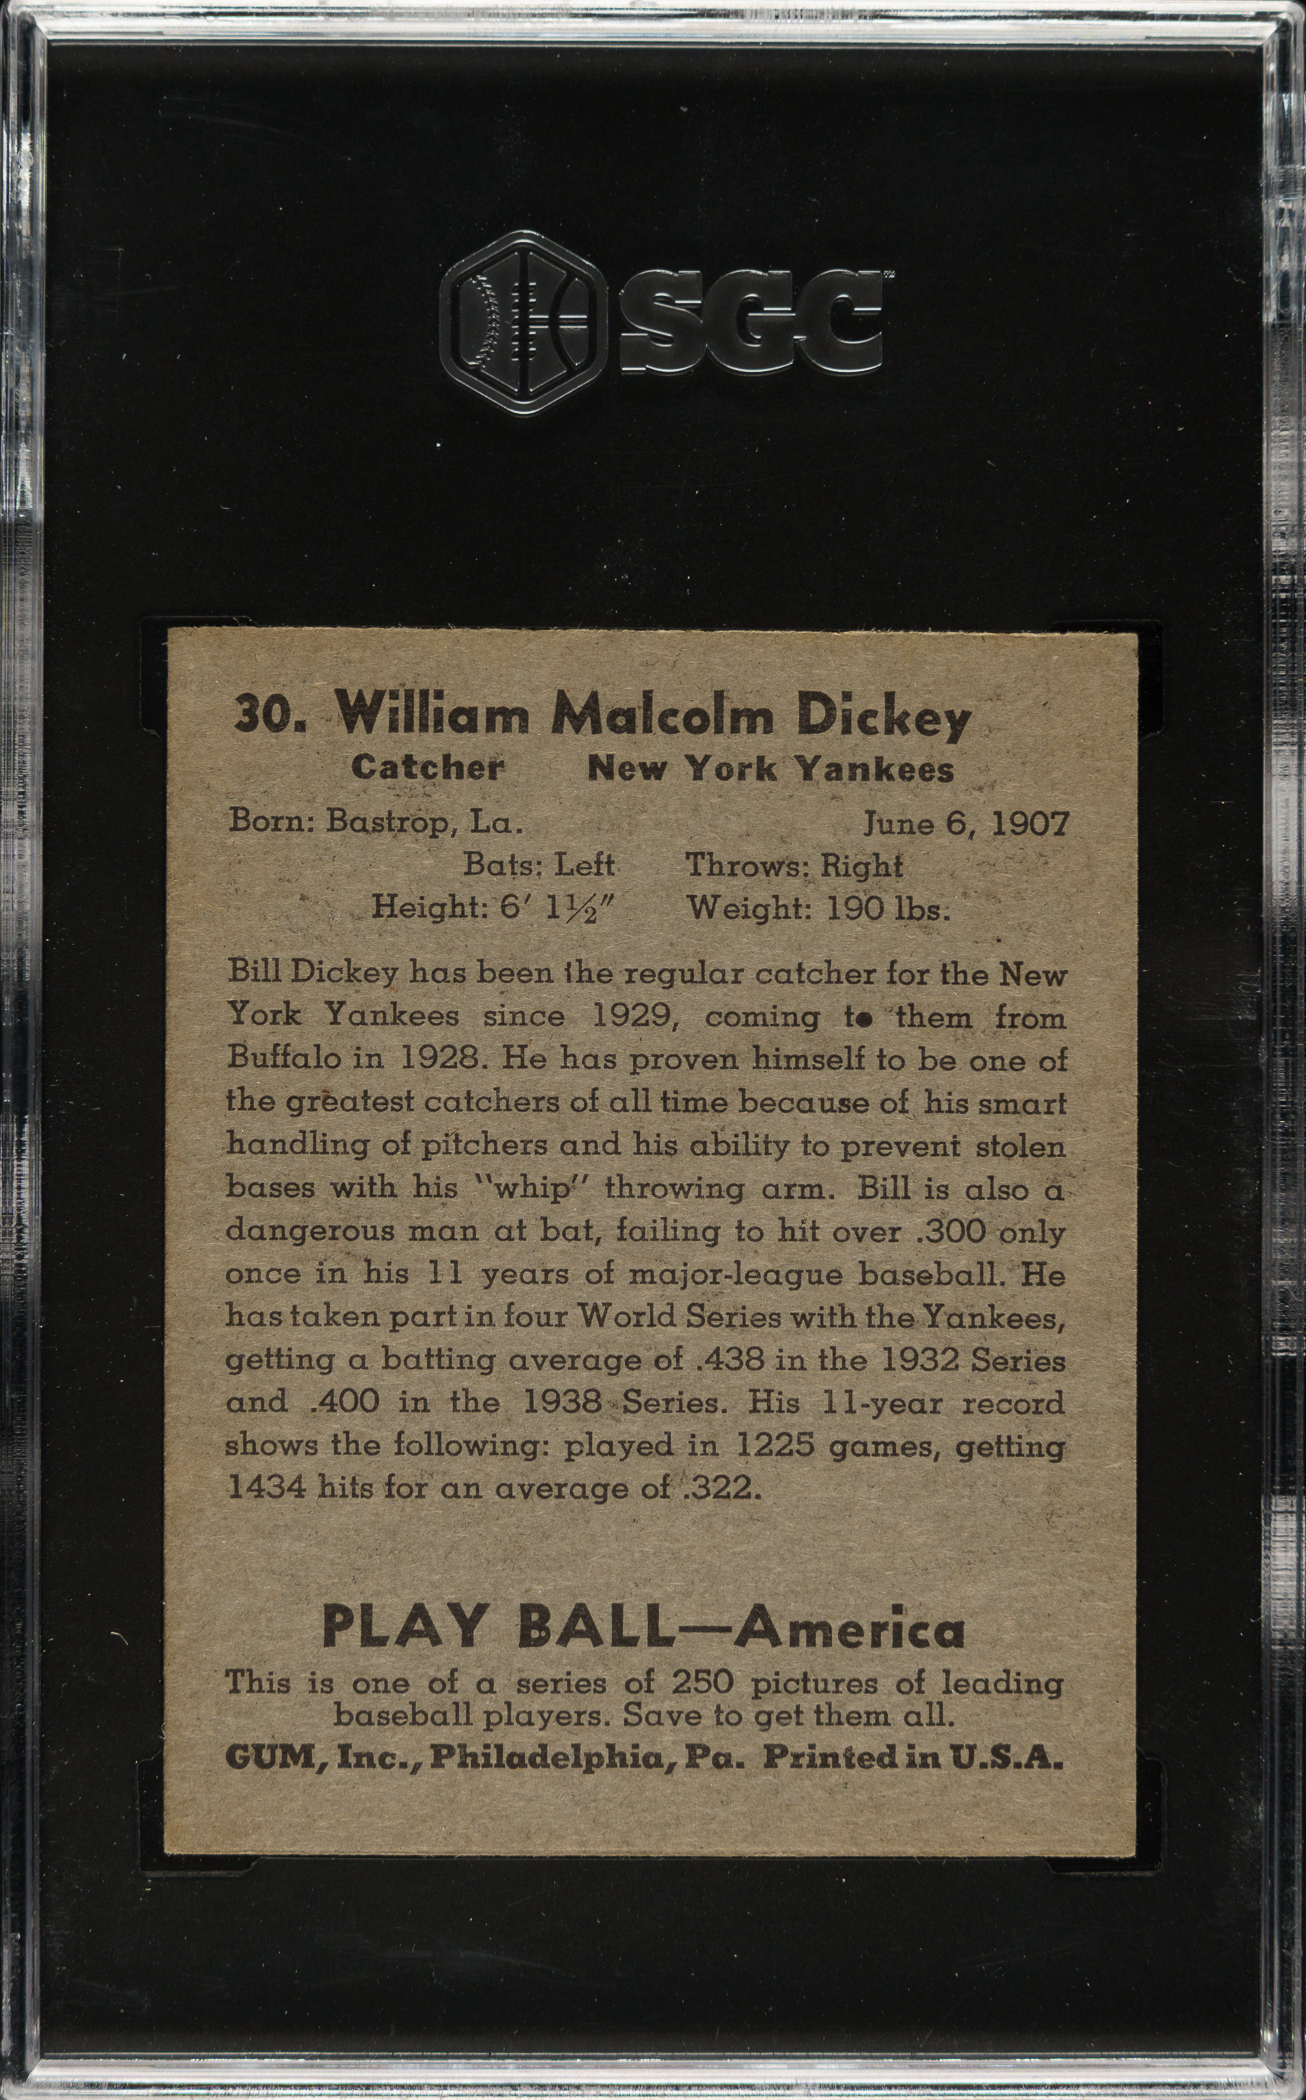 SGC™
30. William Malcolm Dickey
Catcher New York Yankees
Born: Bastrop, La. June 6, 1907
Bats: Left Throws: Right
Height: 6′ 1½″ Weight: 190 lbs.
Bill Dickey has been the regular catcher for the New
York Yankees since 1929, coming to them from
Buffalo in 1928. He has proven himself to be one of
the greatest catchers of all time because of his smart
handling of pitchers and his ability to prevent stolen
bases with his "whip" throwing arm. Bill is also a
dangerous man at bat, failing to hit over .300 only
once in his 11 years of major-league baseball. He
has taken part in four World Series with the Yankees,
getting a batting average of .438 in the 1932 Series
and .400 in the 1938 Series. His 11-year record
shows the following: played in 1225 games, getting
1434 hits for an average of .322.
PLAY BALL—America
This is one of a series of 250 pictures of leading
baseball players. Save to get them all.
GUM, Inc., Philadelphia, Pa. Printed in U.S.A.